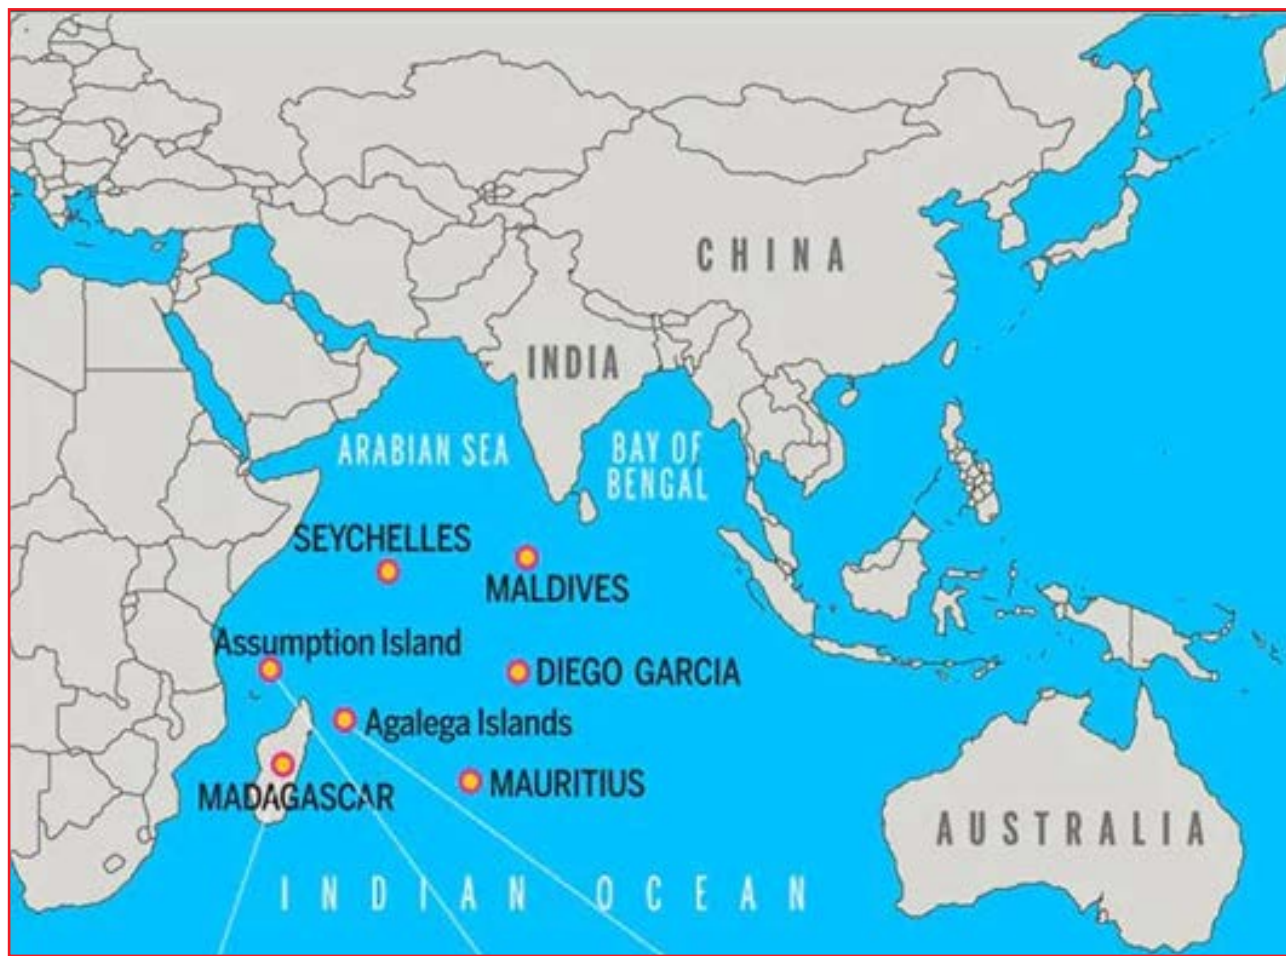 CHINA
INDIA
ARABIAN SEA
BAY OF
BENGAL
SEYCHELLES
MALDIVES
Assumption Island
DIEGO GARCIA
Agalega Islands
MADAGASCAR
MAURITIUS
AUSTRALIA
INDIAN OCEAN